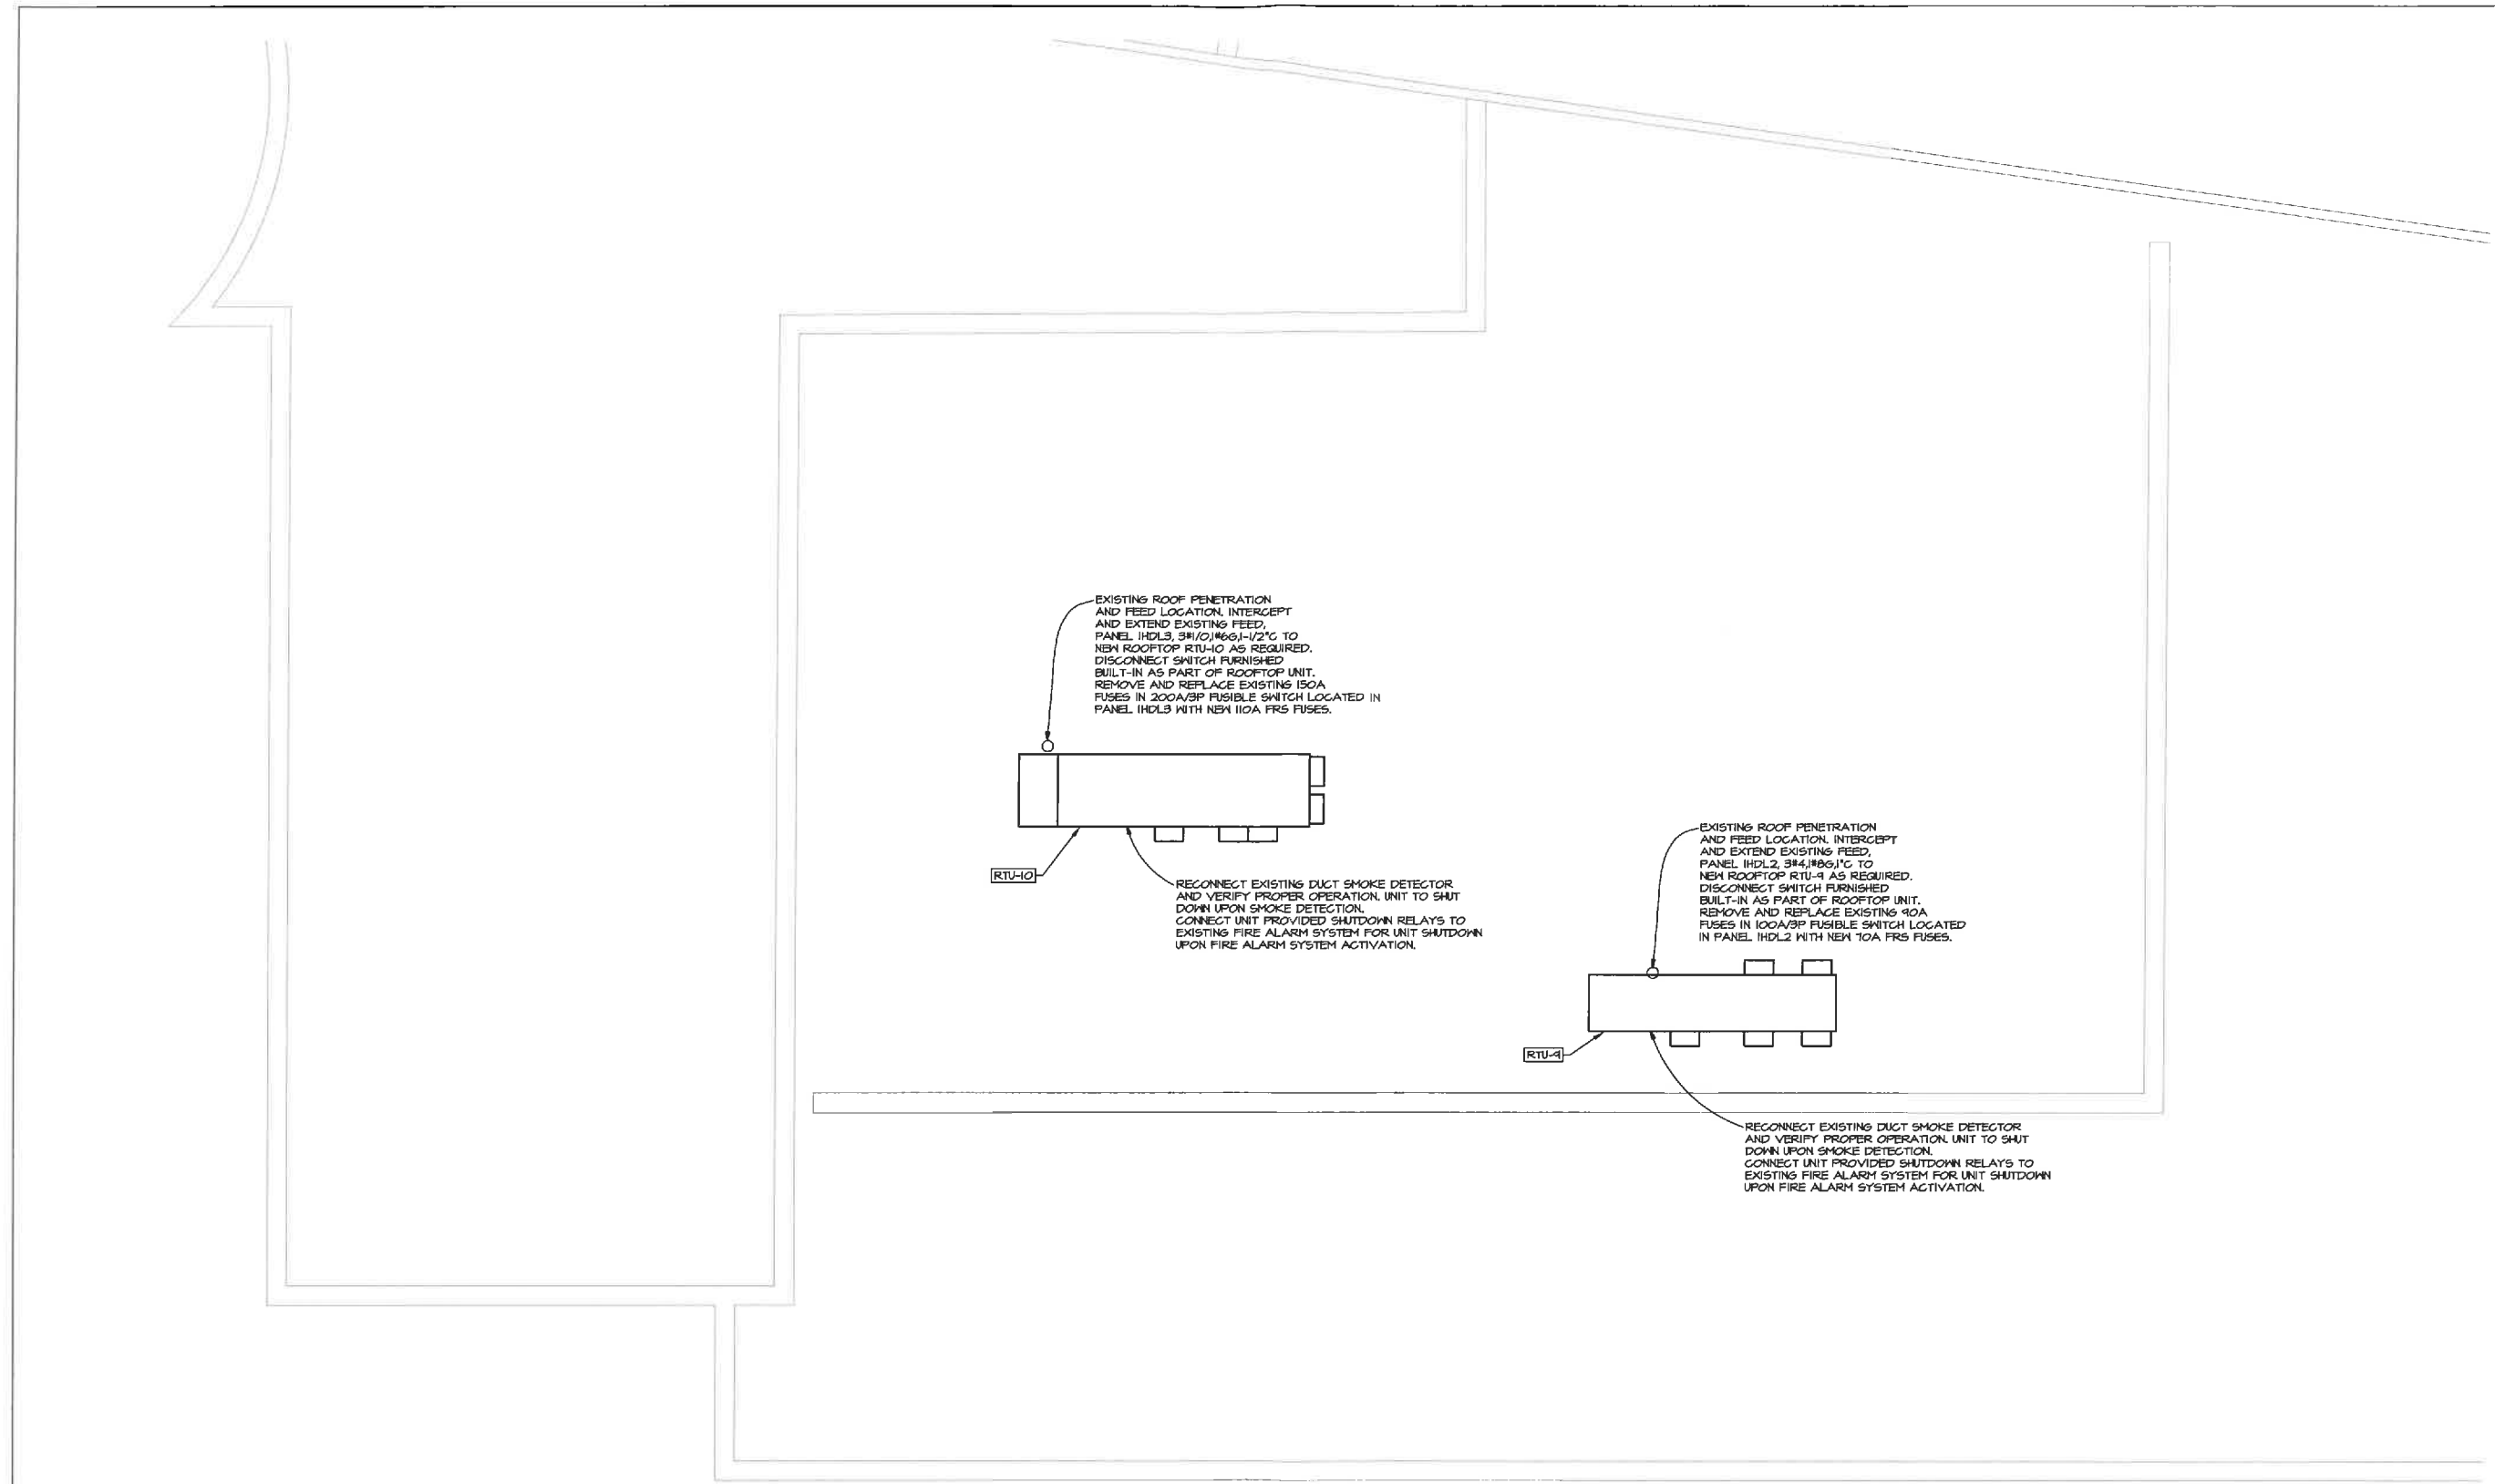 EXISTING ROOF PENETRATION
AND FEED LOCATION. INTERCEPT
AND EXTEND EXISTING FEED,
PANEL 1HDL3, 3#1/0,1#6G,1-1/2"C TO
NEW ROOFTOP RTU-10 AS REQUIRED.
DISCONNECT SWITCH FURNISHED
BUILT-IN AS PART OF ROOFTOP UNIT.
REMOVE AND REPLACE EXISTING 150A
FUSES IN 200A/3P FUSIBLE SWITCH LOCATED IN
PANEL 1HDL3 WITH NEW 110A FRS FUSES.
RTU-10
RECONNECT EXISTING DUCT SMOKE DETECTOR
AND VERIFY PROPER OPERATION. UNIT TO SHUT
DOWN UPON SMOKE DETECTION.
CONNECT UNIT PROVIDED SHUTDOWN RELAYS TO
EXISTING FIRE ALARM SYSTEM FOR UNIT SHUTDOWN
UPON FIRE ALARM SYSTEM ACTIVATION.
EXISTING ROOF PENETRATION
AND FEED LOCATION. INTERCEPT
AND EXTEND EXISTING FEED,
PANEL 1HDL2, 3#4,1#8G,1"C TO
NEW ROOFTOP RTU-9 AS REQUIRED.
DISCONNECT SWITCH FURNISHED
BUILT-IN AS PART OF ROOFTOP UNIT.
REMOVE AND REPLACE EXISTING 90A
FUSES IN 100A/3P FUSIBLE SWITCH LOCATED
IN PANEL 1HDL2 WITH NEW 70A FRS FUSES.
RTU-9
RECONNECT EXISTING DUCT SMOKE DETECTOR
AND VERIFY PROPER OPERATION. UNIT TO SHUT
DOWN UPON SMOKE DETECTION.
CONNECT UNIT PROVIDED SHUTDOWN RELAYS TO
EXISTING FIRE ALARM SYSTEM FOR UNIT SHUTDOWN
UPON FIRE ALARM SYSTEM ACTIVATION.